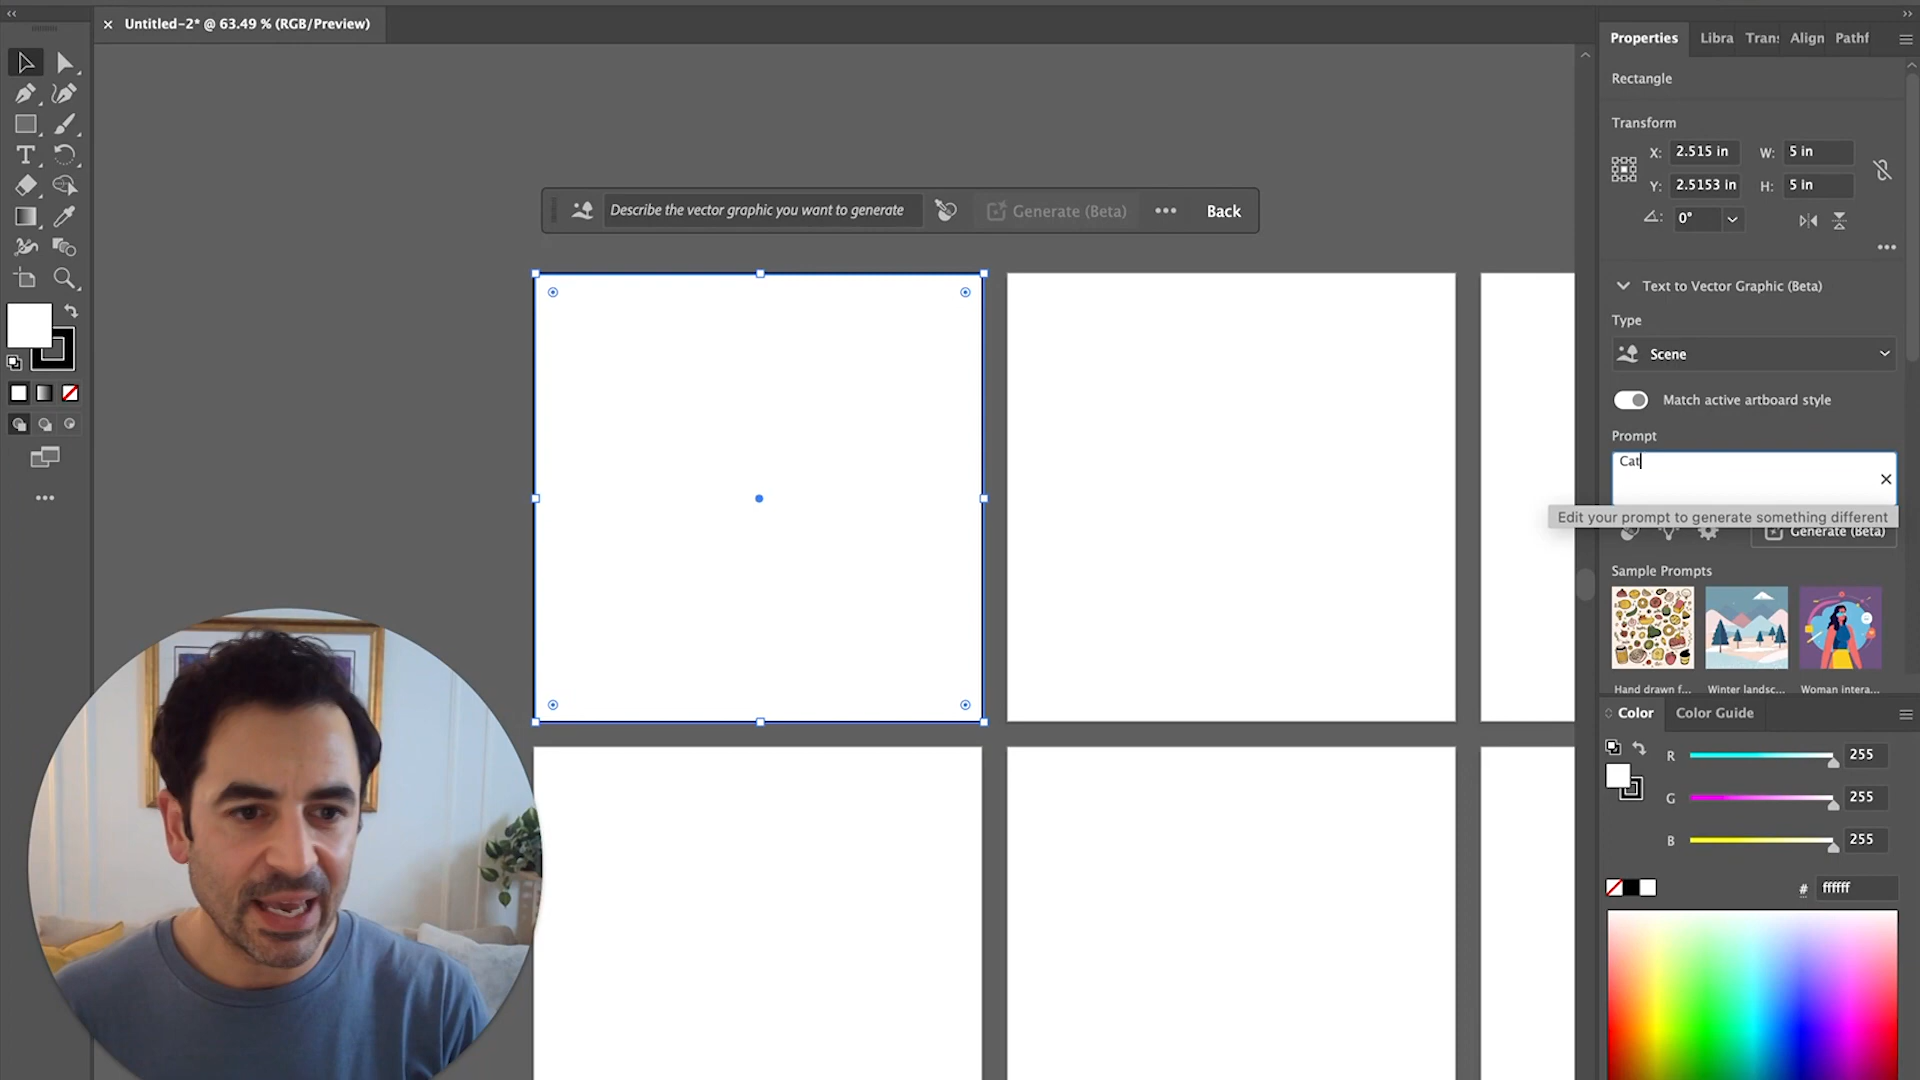 Untitled-2* @ 63.49 % (RGB/Preview)
Describe the vector graphic you want to generate
Generate (Beta)
Back
Properties
Libra
Trans
Align
Pathf
Rectangle
Transform
X: 2.515 in
W: 5 in
Y: 2.5153 in
H: 5 in
0°
Text to Vector Graphic (Beta)
Type
Scene
Match active artboard style
Prompt
Cat
Edit your prompt to generate something different
Generate (Beta)
Sample Prompts
Hand drawn f...
Winter landsc...
Woman intera...
Color
Color Guide
R 255
G 255
B 255
# ffffff